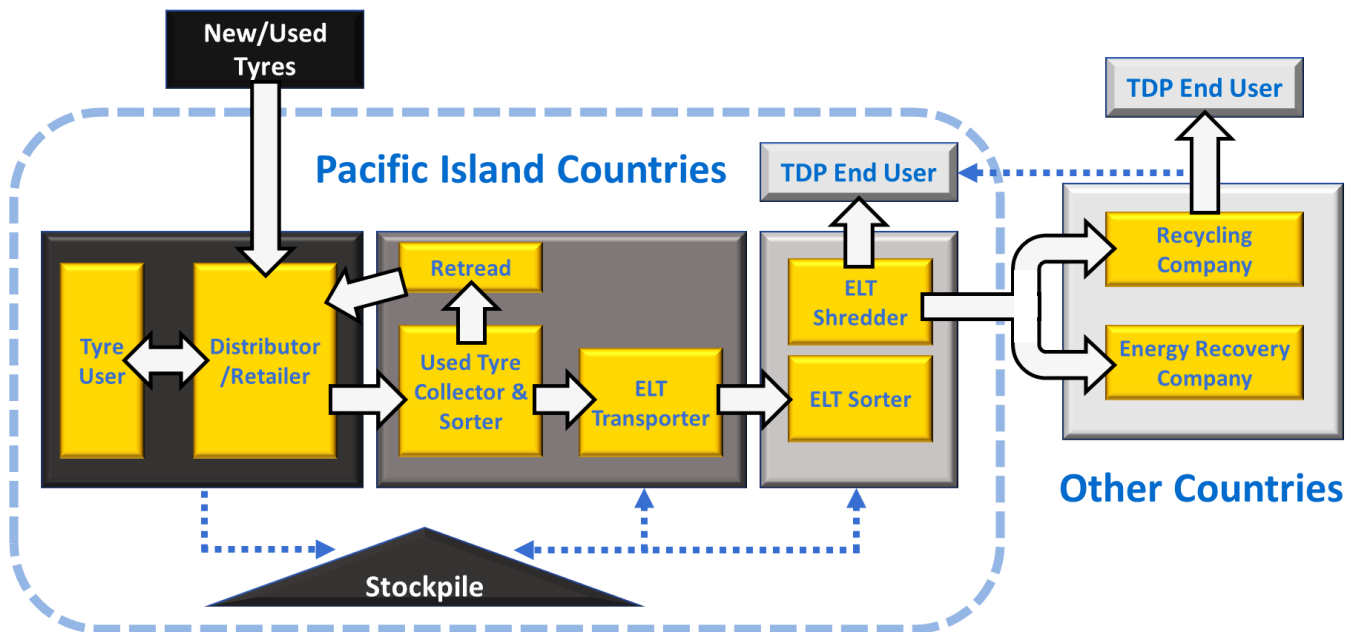 New/Used
Tyres
TDP End User
Pacific Island Countries
TDP End User
Tyre
User
Distributor
/Retailer
Retread
Used Tyre
Collector &
Sorter
ELT
Transporter
ELT
Shredder
ELT Sorter
Recycling
Company
Energy Recovery
Company
Other Countries
Stockpile